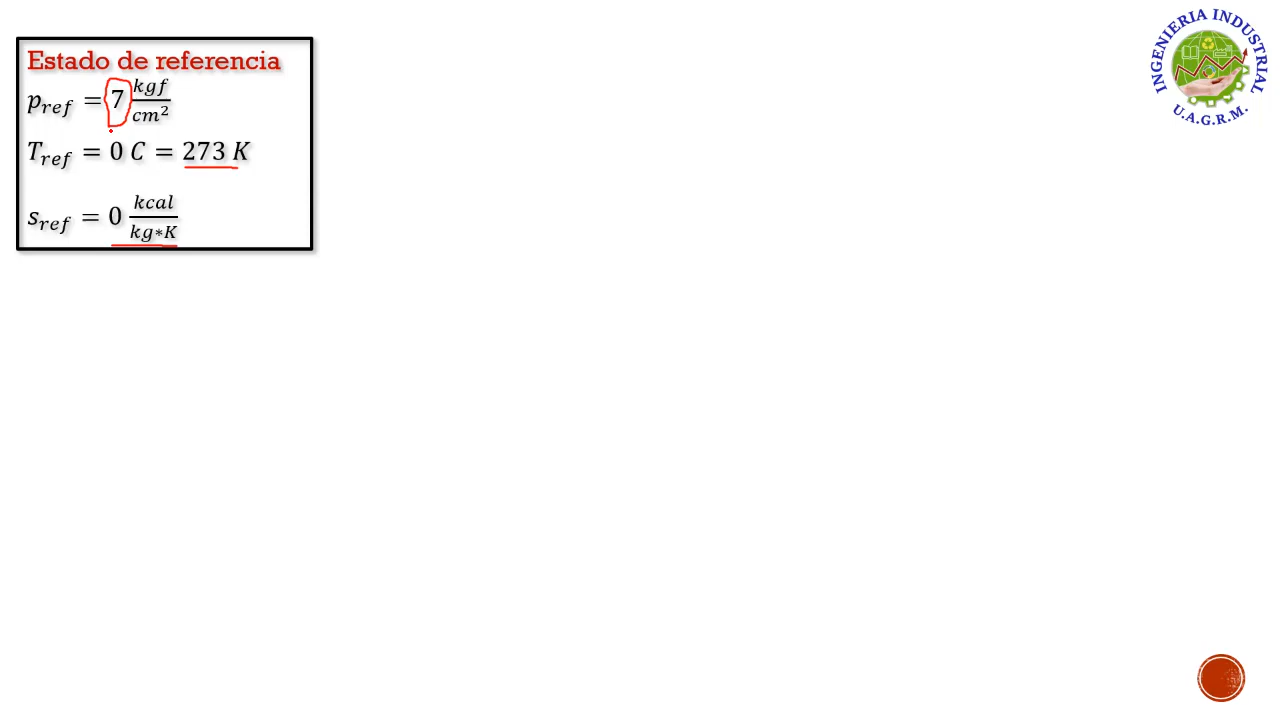 Estado de referencia
p_ref = 7 kgf/cm²
T_ref = 0 C = 273 K
s_ref = 0 kcal/kg*K
INGENIERIA INDUSTRIAL
U.A.G.R.M.